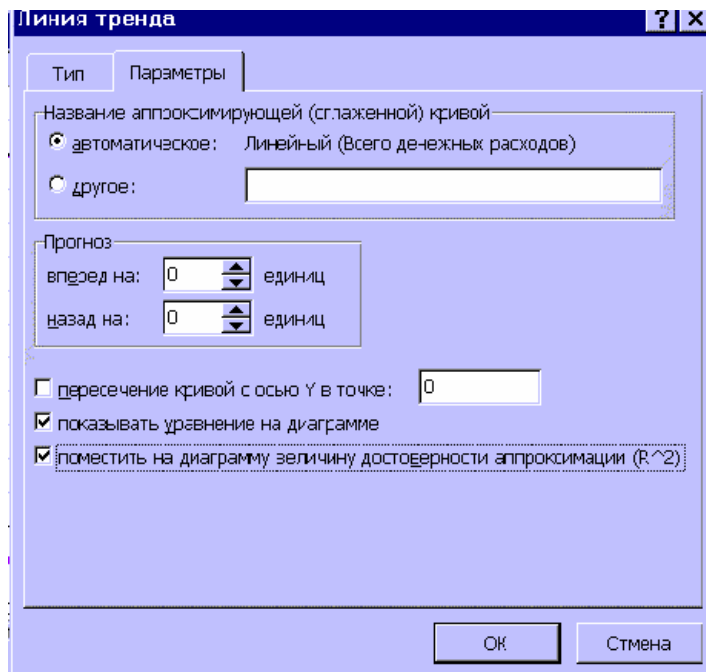 Линия тренда
Тип Параметры
Название аппроксимирующей (сглаженной) кривой
автоматическое: Линейный (Всего денежных расходов)
другое:
Прогноз
вперед на: 0 единиц
назад на: 0 единиц
пересечение кривой с осью Y в точке: 0
показывать уравнение на диаграмме
поместить на диаграмму величину достоверности аппроксимации (R^2)
ОК Отмена